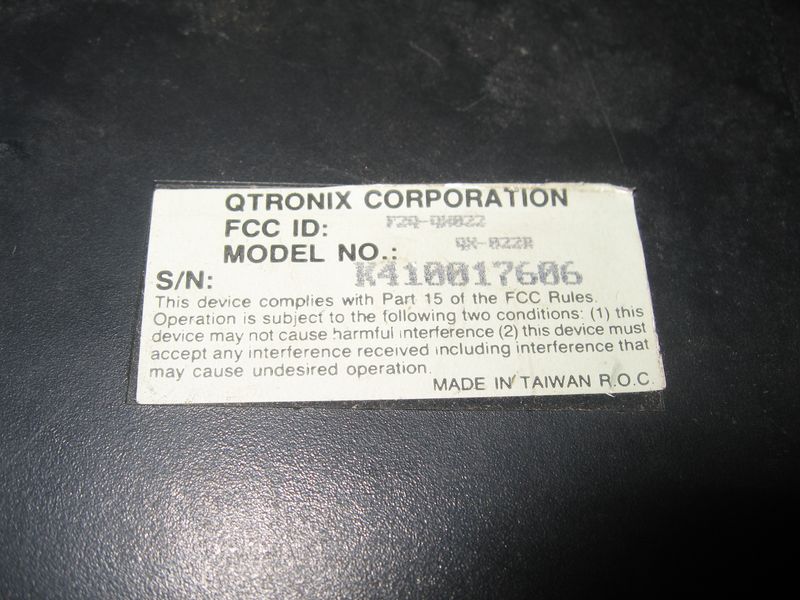 QTRONIX CORPORATION
FCC ID: F2Q-QX022
MODEL NO.: QX-022R
S/N: K410017606
This device complies with Part 15 of the FCC Rules.
Operation is subject to the following two conditions: (1) this
device may not cause harmful interference (2) this device must
accept any interference received including interference that
may cause undesired operation.
MADE IN TAIWAN R.O.C.